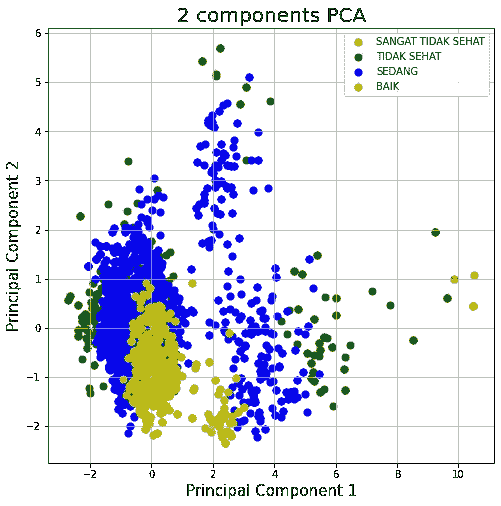 2 components PCA
SANGAT TIDAK SEHAT
TIDAK SEHAT
SEDANG
BAIK
6
5
4
3
2
1
0
−1
−2
Principal Component 2
−2
0
2
4
6
8
10
Principal Component 1